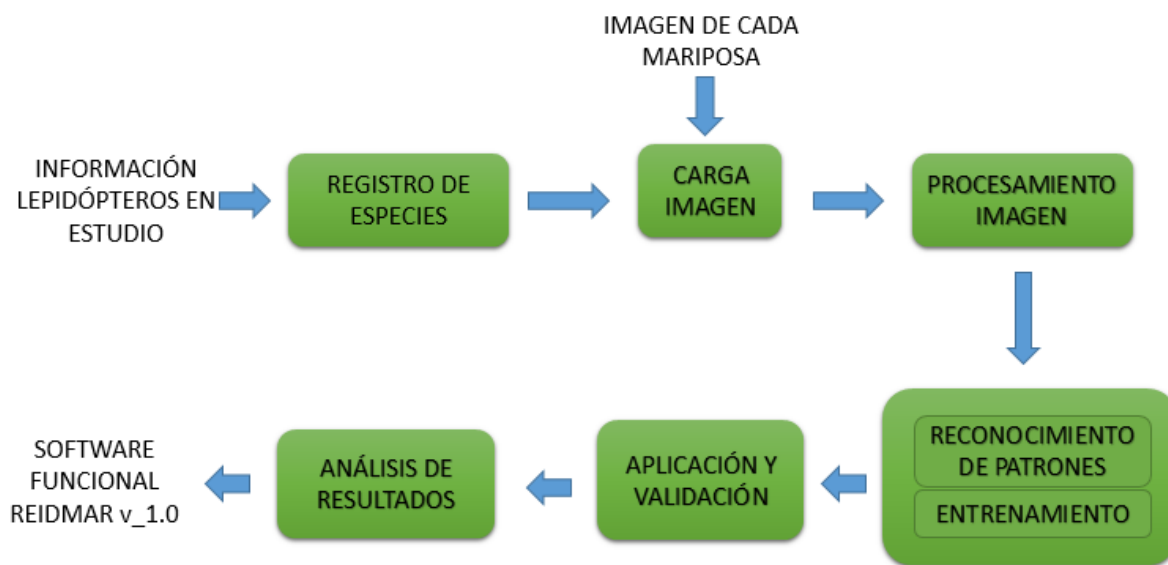 IMAGEN DE CADA
MARIPOSA
INFORMACIÓN
LEPIDÓPTEROS EN
ESTUDIO
REGISTRO DE
ESPECIES
CARGA
IMAGEN
PROCESAMIENTO
IMAGEN
RECONOCIMIENTO
DE PATRONES
ENTRENAMIENTO
APLICACIÓN Y
VALIDACIÓN
ANÁLISIS DE
RESULTADOS
SOFTWARE
FUNCIONAL
REIDMAR v_1.0